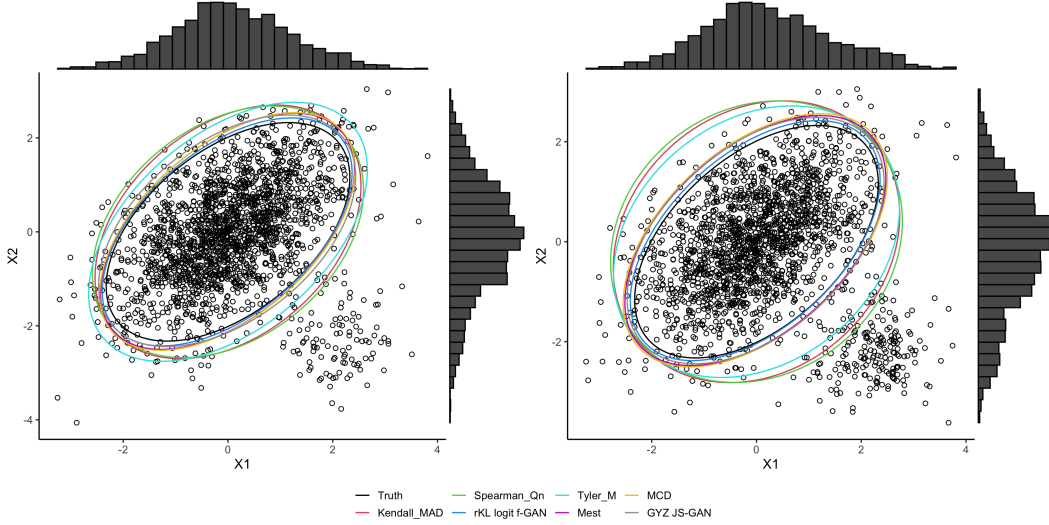 2
0
-2
-4
X2
-2
0
2
4
X1
2
0
-2
X2
-2
0
2
4
X1
Truth
Spearman_Qn
Tyler_M
MCD
Kendall_MAD
rKL logit f-GAN
Mest
GYZ JS-GAN